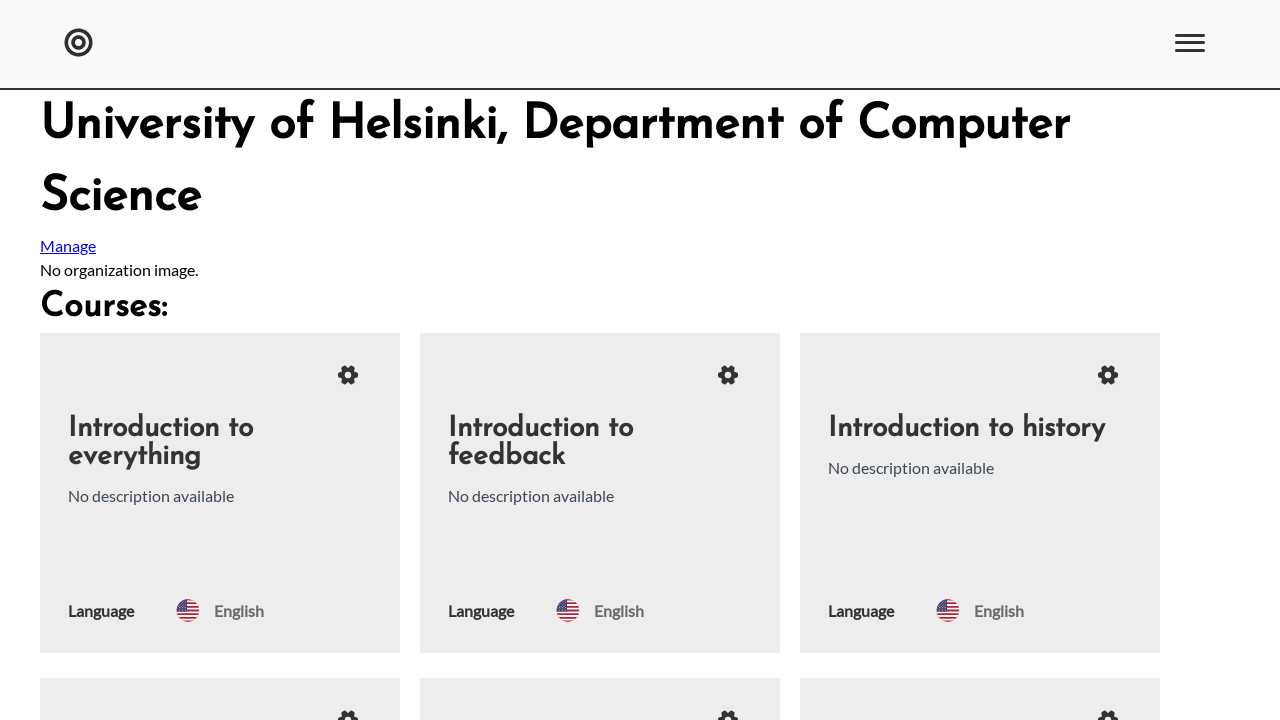 University of Helsinki, Department of Computer
Science
Manage
No organization image.
Courses:
Introduction to
everything
No description available
Language English
Introduction to
feedback
No description available
Language English
Introduction to history
No description available
Language English